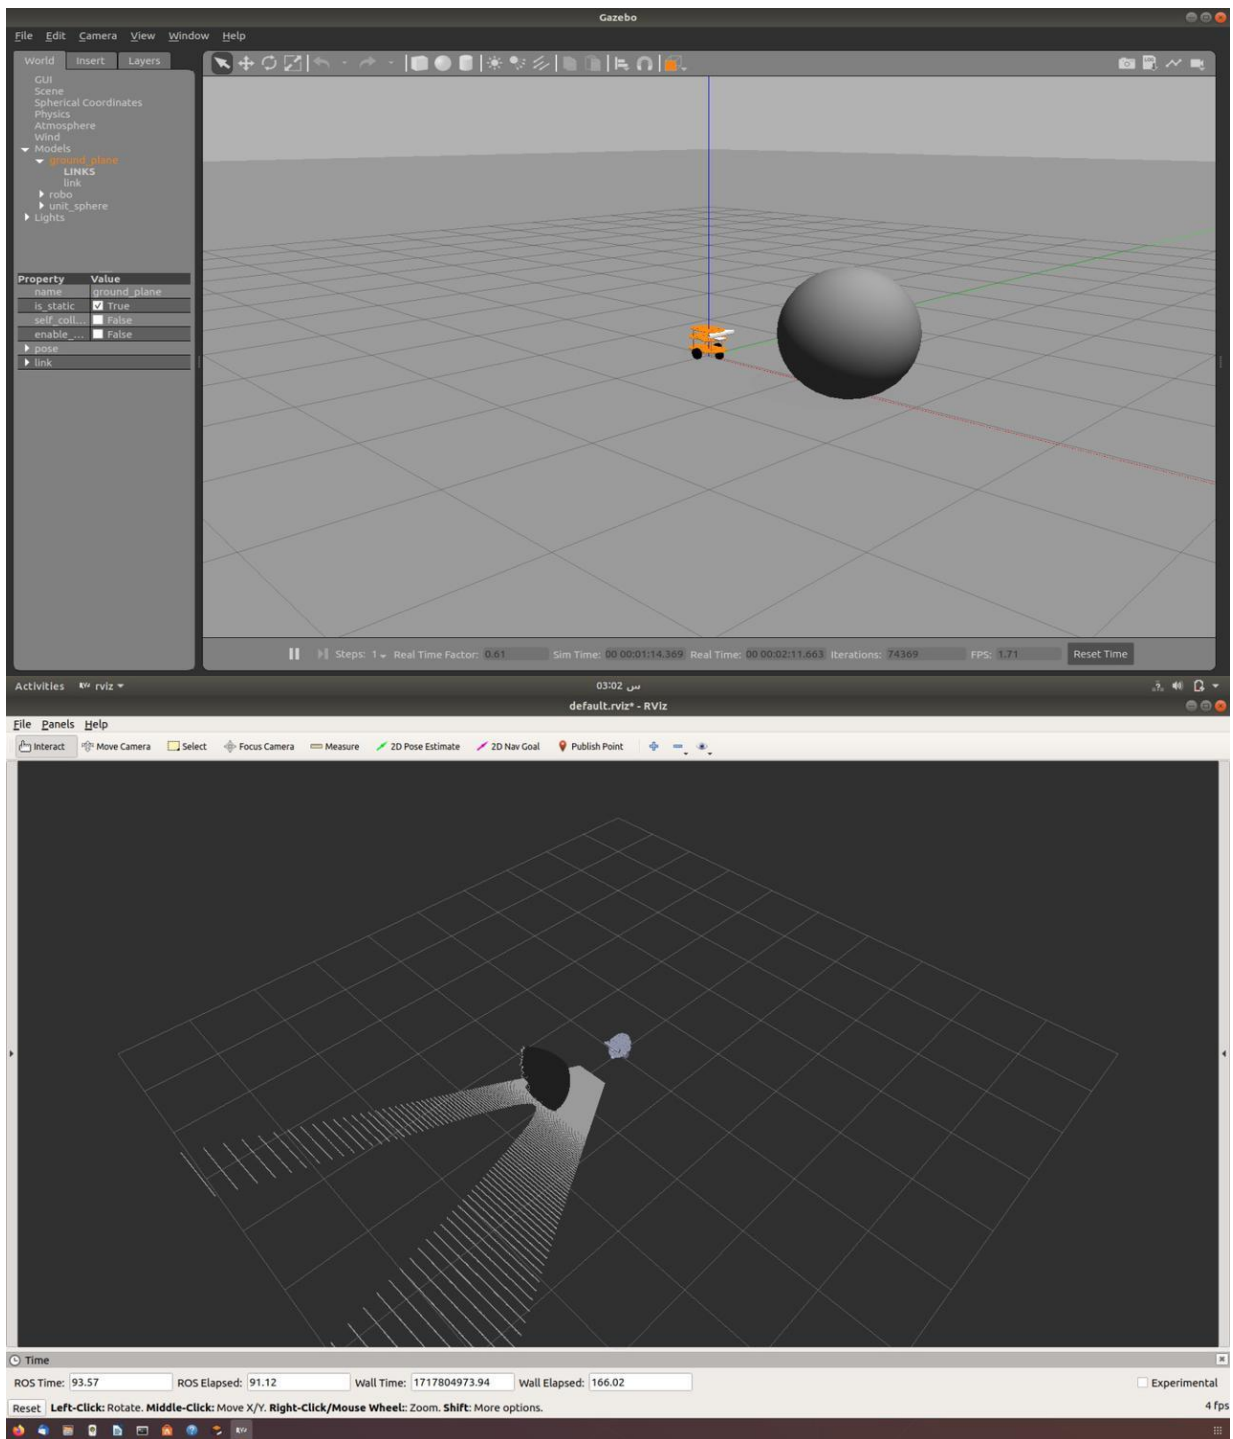 Gazebo
File Edit Camera View Window Help
World Insert Layers
GUI
Scene
Spherical Coordinates
Physics
Atmosphere
Wind
Models
ground_plane
LINKS
link
robo
unit_sphere
Lights
Property Value
name ground_plane
is_static True
self_coll... False
enable_... False
pose
link
Steps: 1 Real Time Factor: 0.61 Sim Time: 00 00:01:14.369 Real Time: 00 00:02:11.663 Iterations: 74369 FPS: 1.71 Reset Time
Activities rviz 03:02 س
default.rviz* - RViz
File Panels Help
Interact Move Camera Select Focus Camera Measure 2D Pose Estimate 2D Nav Goal Publish Point
Time
ROS Time: 93.57 ROS Elapsed: 91.12 Wall Time: 1717804973.94 Wall Elapsed: 166.02 Experimental
Reset Left-Click: Rotate. Middle-Click: Move X/Y. Right-Click/Mouse Wheel:: Zoom. Shift: More options. 4 fps